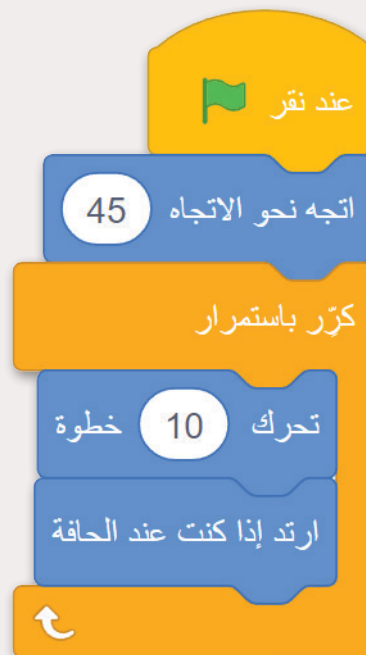 عند نقر
اتجه نحو الاتجاه 45
كرِّر باستمرار
تحرك 10 خطوة
ارتد إذا كنت عند الحافة